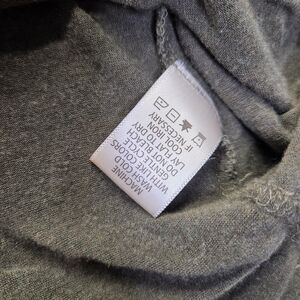 MACHINE
WASH COLD
WITH LIKE COLORS
GENTLE CYCLE
DO NOT BLEACH
LAY FLAT TO DRY
COOL IRON
IF NECESSARY